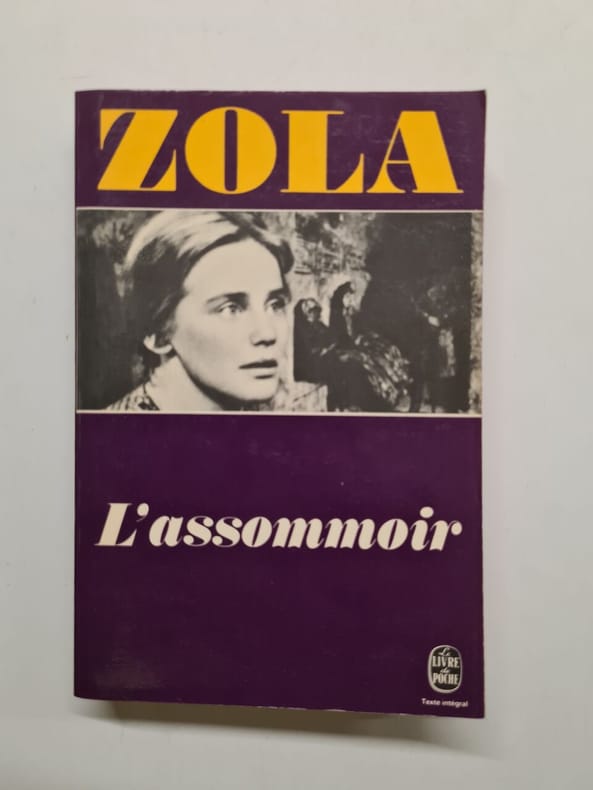 ZOLA
L'assommoir
Le
LIVRE
de
POCHE
Texte intégral